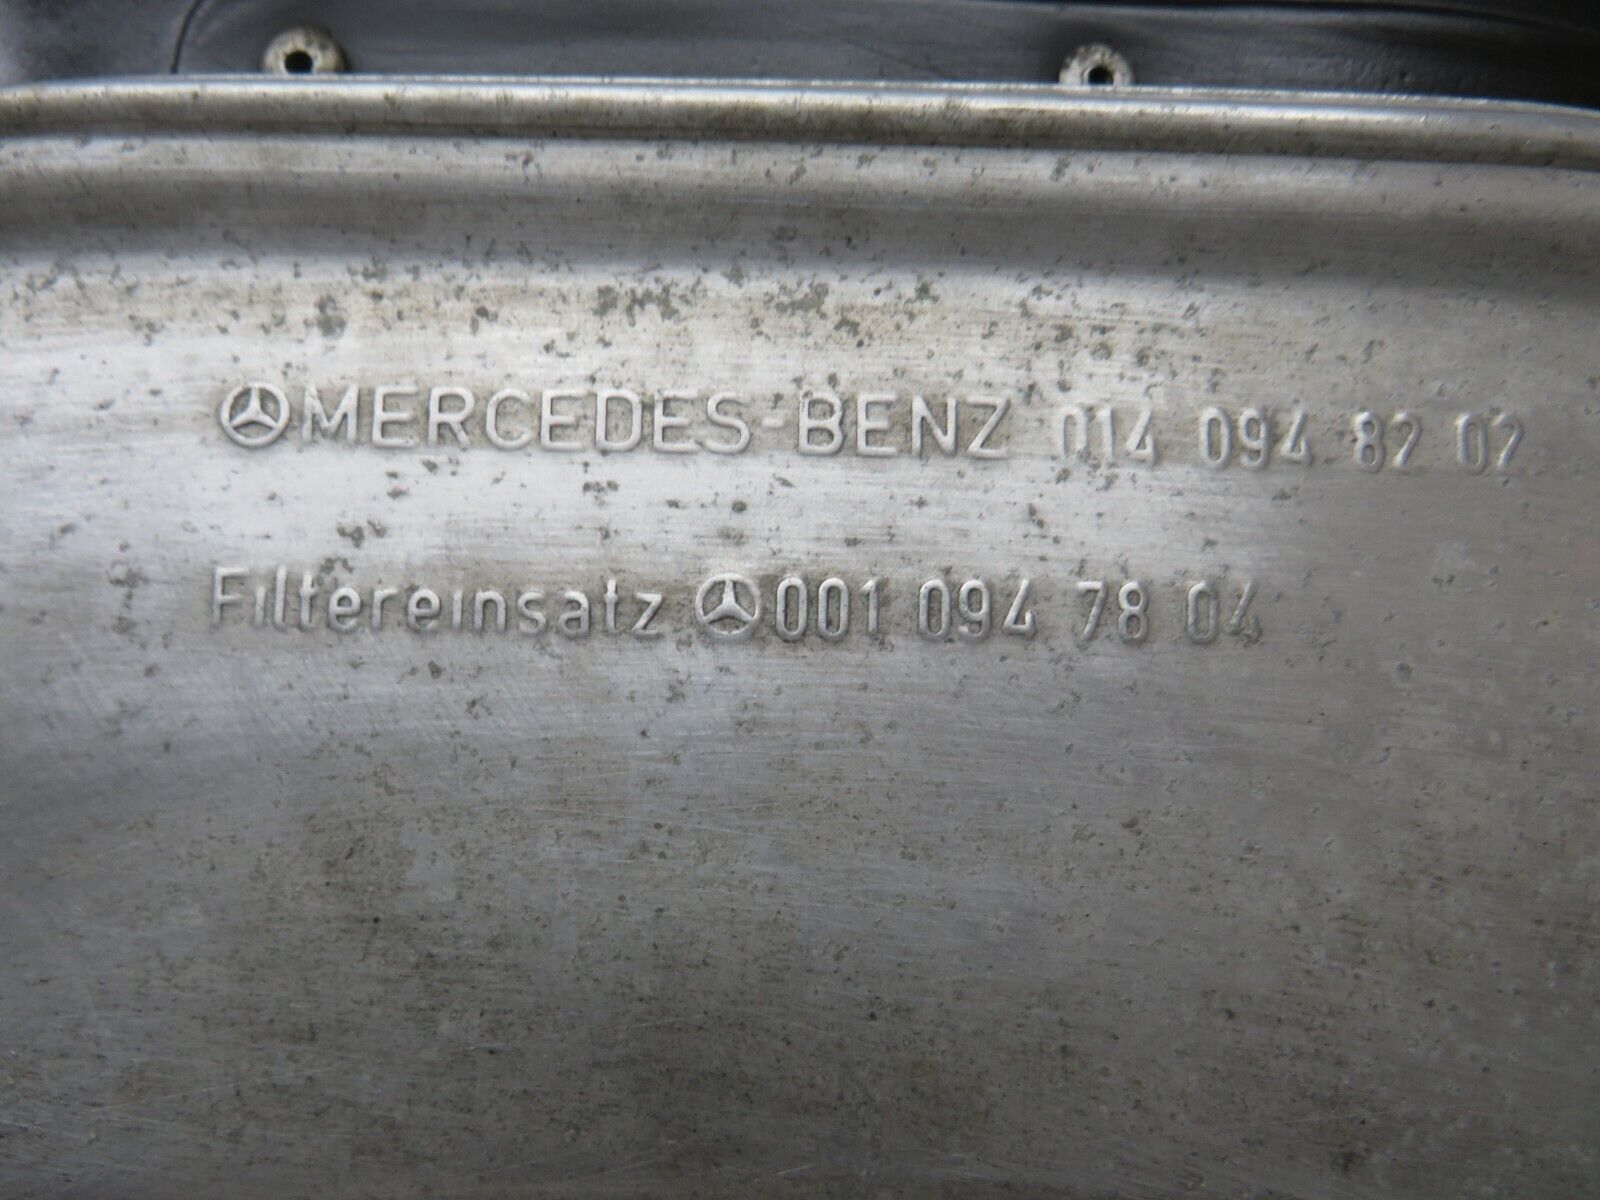 MERCEDES-BENZ 014 094 82 02
Filtereinsatz 001 094 78 04